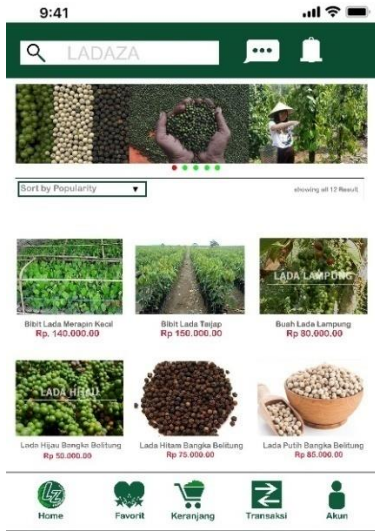 9:41
LADAZA
Sort by Popularity
showing all 12 Result
LADA LAMPUNG
Bibit Lada Merapin Kecil
Rp. 140.000.00
Bibit Lada Taijap
Rp 150.000.00
Buah Lada Lampung
Rp 80.000.00
LADA HIJAU
Lada Hijau Bangka Belitung
Rp 50.000.00
Lada Hitam Bangka Belitung
Rp 75.000.00
Lada Putih Bangka Belitung
Rp 85.000.00
LZ
Home
Favorit
Keranjang
Transaksi
Akun